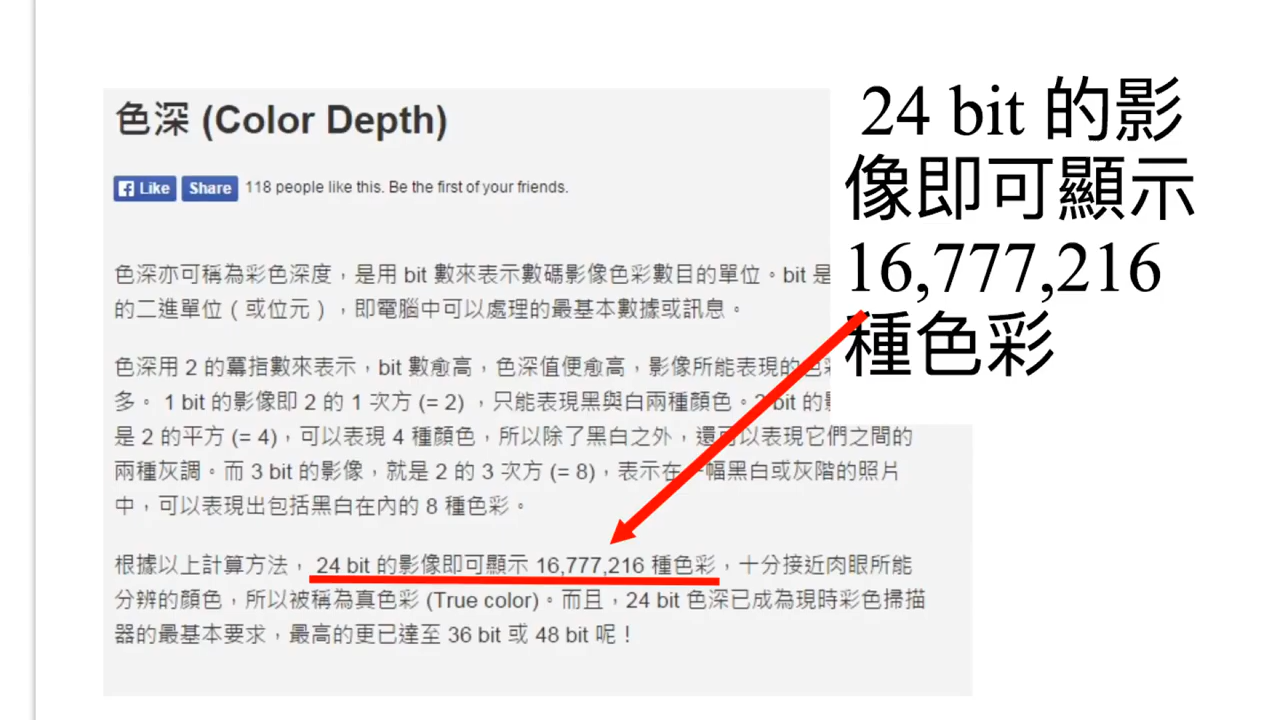 色深 (Color Depth)
Like Share 118 people like this. Be the first of your friends.
色深亦可稱為彩色深度，是用 bit 數來表示數碼影像色彩數目的單位。bit 是
的二進單位（或位元），即電腦中可以處理的最基本數據或訊息。
色深用 2 的冪指數來表示，bit 數愈高，色深值便愈高，影像所能表現的色彩
多。 1 bit 的影像即 2 的 1 次方 (= 2) ，只能表現黑與白兩種顏色。2 bit 的影
是 2 的平方 (= 4)，可以表現 4 種顏色，所以除了黑白之外，還可以表現它們之間的
兩種灰調。而 3 bit 的影像，就是 2 的 3 次方 (= 8)，表示在一幅黑白或灰階的照片
中，可以表現出包括黑白在內的 8 種色彩。
根據以上計算方法， 24 bit 的影像即可顯示 16,777,216 種色彩，十分接近肉眼所能
分辨的顏色，所以被稱為真色彩 (True color)。而且，24 bit 色深已成為現時彩色掃描
器的最基本要求，最高的更已達至 36 bit 或 48 bit 呢！
24 bit 的影
像即可顯示
16,777,216
種色彩